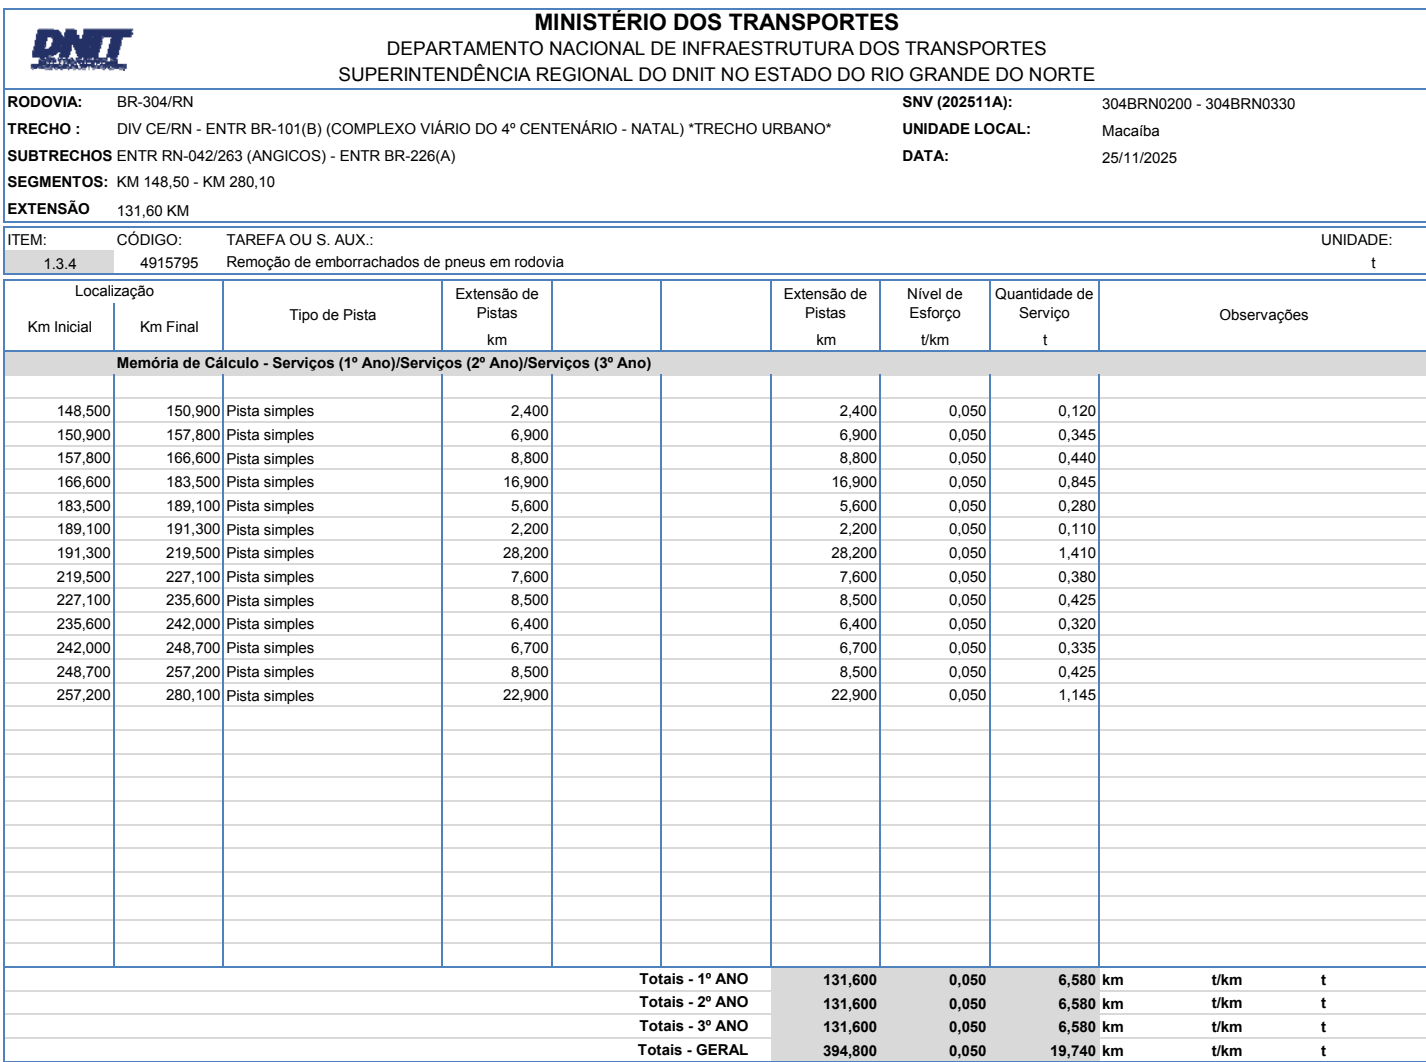 MINISTÉRIO DOS TRANSPORTES
DNIT
DEPARTAMENTO NACIONAL DE INFRAESTRUTURA DOS TRANSPORTES
SUPERINTENDÊNCIA REGIONAL DO DNIT NO ESTADO DO RIO GRANDE DO NORTE
RODOVIA: BR-304/RN SNV (202511A): 304BRN0200 - 304BRN0330
TRECHO : DIV CE/RN - ENTR BR-101(B) (COMPLEXO VIÁRIO DO 4º CENTENÁRIO - NATAL) *TRECHO URBANO* UNIDADE LOCAL: Macaíba
SUBTRECHOS ENTR RN-042/263 (ANGICOS) - ENTR BR-226(A) DATA: 25/11/2025
SEGMENTOS: KM 148,50 - KM 280,10
EXTENSÃO 131,60 KM
ITEM: CÓDIGO: TAREFA OU S. AUX.: UNIDADE:
1.3.4 4915795 Remoção de emborrachados de pneus em rodovia t
Localização Extensão de Extensão de Nível de Quantidade de
Km Inicial Km Final Tipo de Pista Pistas Pistas Esforço Serviço Observações
km km t/km t
Memória de Cálculo - Serviços (1º Ano)/Serviços (2º Ano)/Serviços (3º Ano)
148,500 150,900 Pista simples 2,400 2,400 0,050 0,120
150,900 157,800 Pista simples 6,900 6,900 0,050 0,345
157,800 166,600 Pista simples 8,800 8,800 0,050 0,440
166,600 183,500 Pista simples 16,900 16,900 0,050 0,845
183,500 189,100 Pista simples 5,600 5,600 0,050 0,280
189,100 191,300 Pista simples 2,200 2,200 0,050 0,110
191,300 219,500 Pista simples 28,200 28,200 0,050 1,410
219,500 227,100 Pista simples 7,600 7,600 0,050 0,380
227,100 235,600 Pista simples 8,500 8,500 0,050 0,425
235,600 242,000 Pista simples 6,400 6,400 0,050 0,320
242,000 248,700 Pista simples 6,700 6,700 0,050 0,335
248,700 257,200 Pista simples 8,500 8,500 0,050 0,425
257,200 280,100 Pista simples 22,900 22,900 0,050 1,145
Totais - 1º ANO 131,600 0,050 6,580 km t/km t
Totais - 2º ANO 131,600 0,050 6,580 km t/km t
Totais - 3º ANO 131,600 0,050 6,580 km t/km t
Totais - GERAL 394,800 0,050 19,740 km t/km t